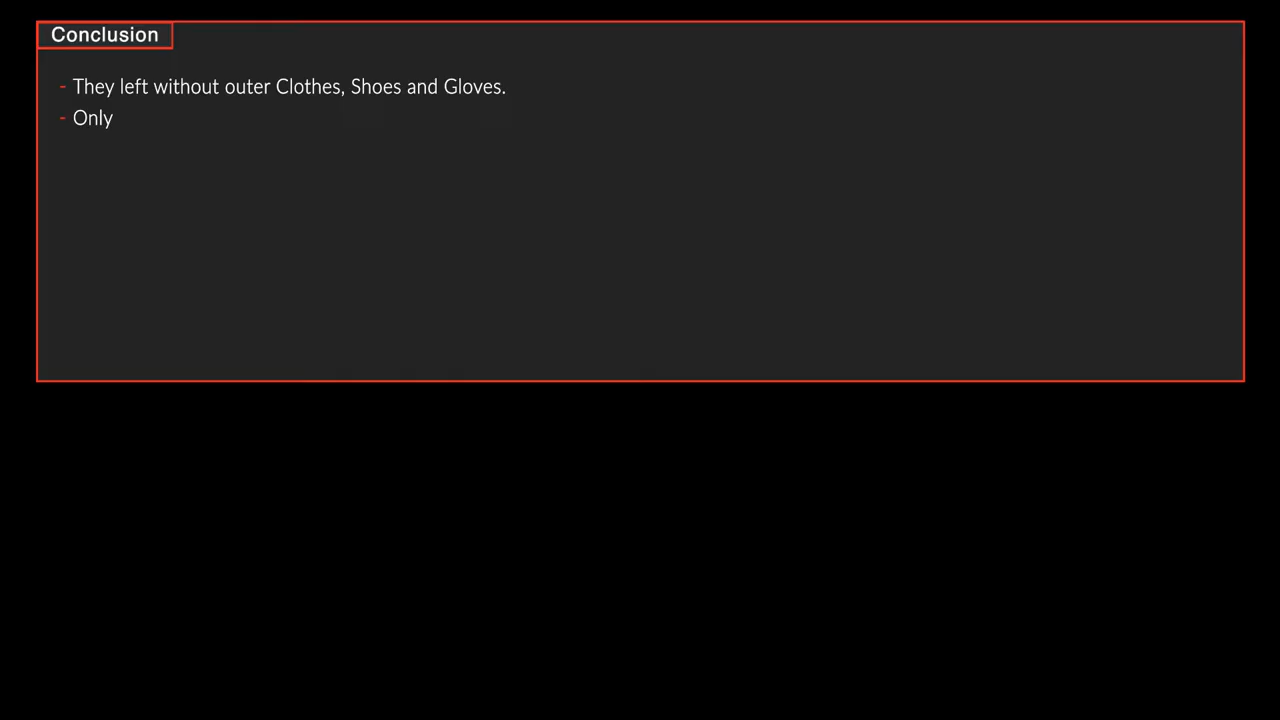 Conclusion
- They left without outer Clothes, Shoes and Gloves.
- Only